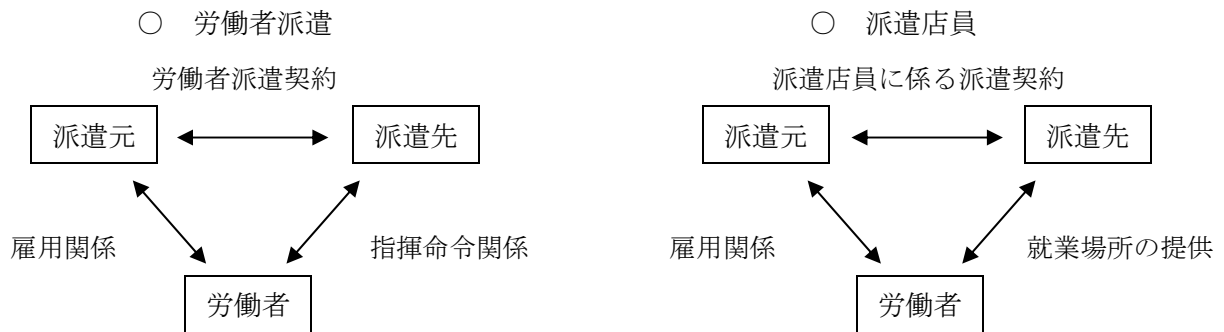 ○　労働者派遣
労働者派遣契約
派遣元
派遣先
雇用関係
指揮命令関係
労働者
○　派遣店員
派遣店員に係る派遣契約
派遣元
派遣先
雇用関係
就業場所の提供
労働者